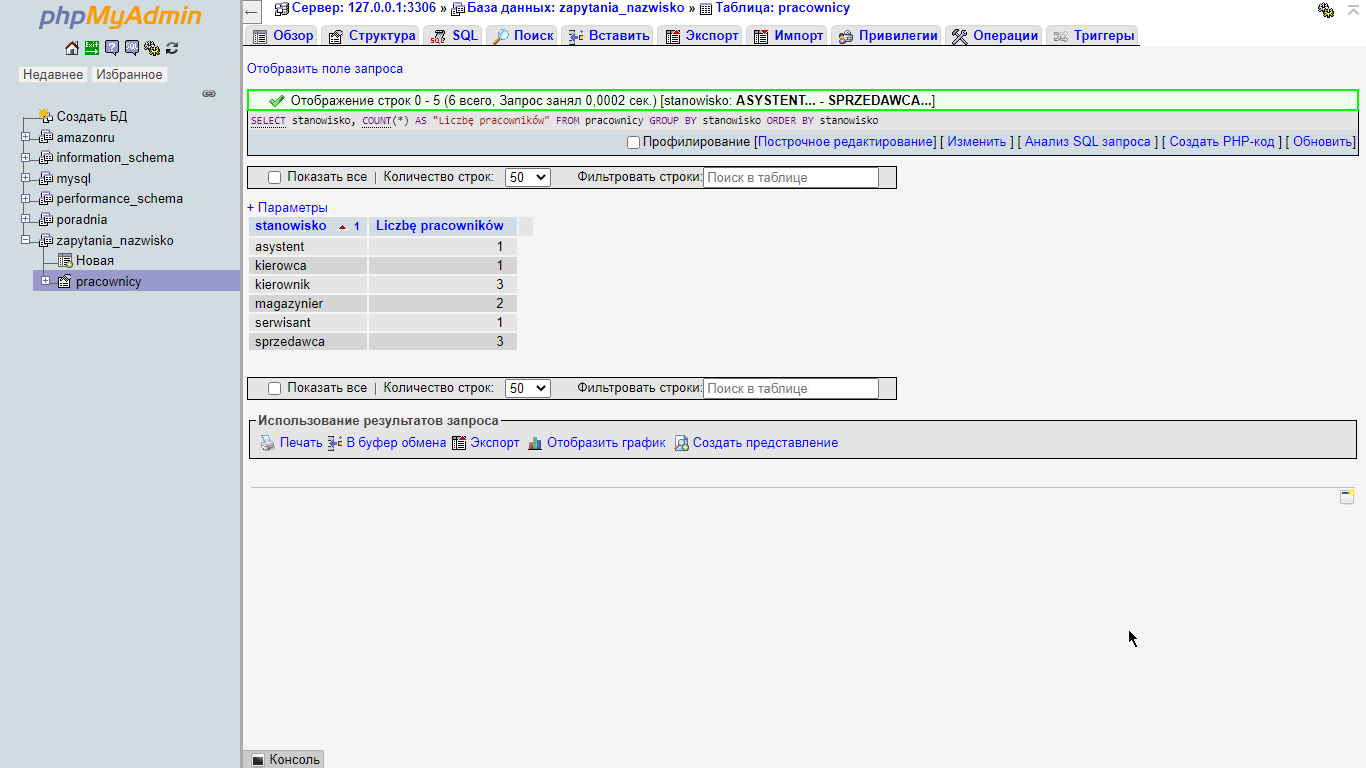 phpMyAdmin
Недавнее Избранное
Создать БД
amazonru
information_schema
mysql
performance_schema
poradnia
zapytania_nazwisko
Новая
pracownicy
Сервер: 127.0.0.1:3306 » База данных: zapytania_nazwisko » Таблица: pracownicy
Обзор Структура SQL Поиск Вставить Экспорт Импорт Привилегии Операции Триггеры
Отобразить поле запроса
Отображение строк 0 - 5 (6 всего, Запрос занял 0,0002 сек.) [stanowisko: ASYSTENT... - SPRZEDAWCA...]
SELECT stanowisko, COUNT(*) AS "Liczbę pracowników" FROM pracownicy GROUP BY stanowisko ORDER BY stanowisko
Профилирование [Построчное редактирование] [ Изменить ] [ Анализ SQL запроса ] [ Создать PHP-код ] [ Обновить]
Показать все | Количество строк: 50 Фильтровать строки: Поиск в таблице
+ Параметры
stanowisko 1 Liczbę pracowników
asystent 1
kierowca 1
kierownik 3
magazynier 2
serwisant 1
sprzedawca 3
Показать все | Количество строк: 50 Фильтровать строки: Поиск в таблице
Использование результатов запроса
Печать В буфер обмена Экспорт Отобразить график Создать представление
Консоль